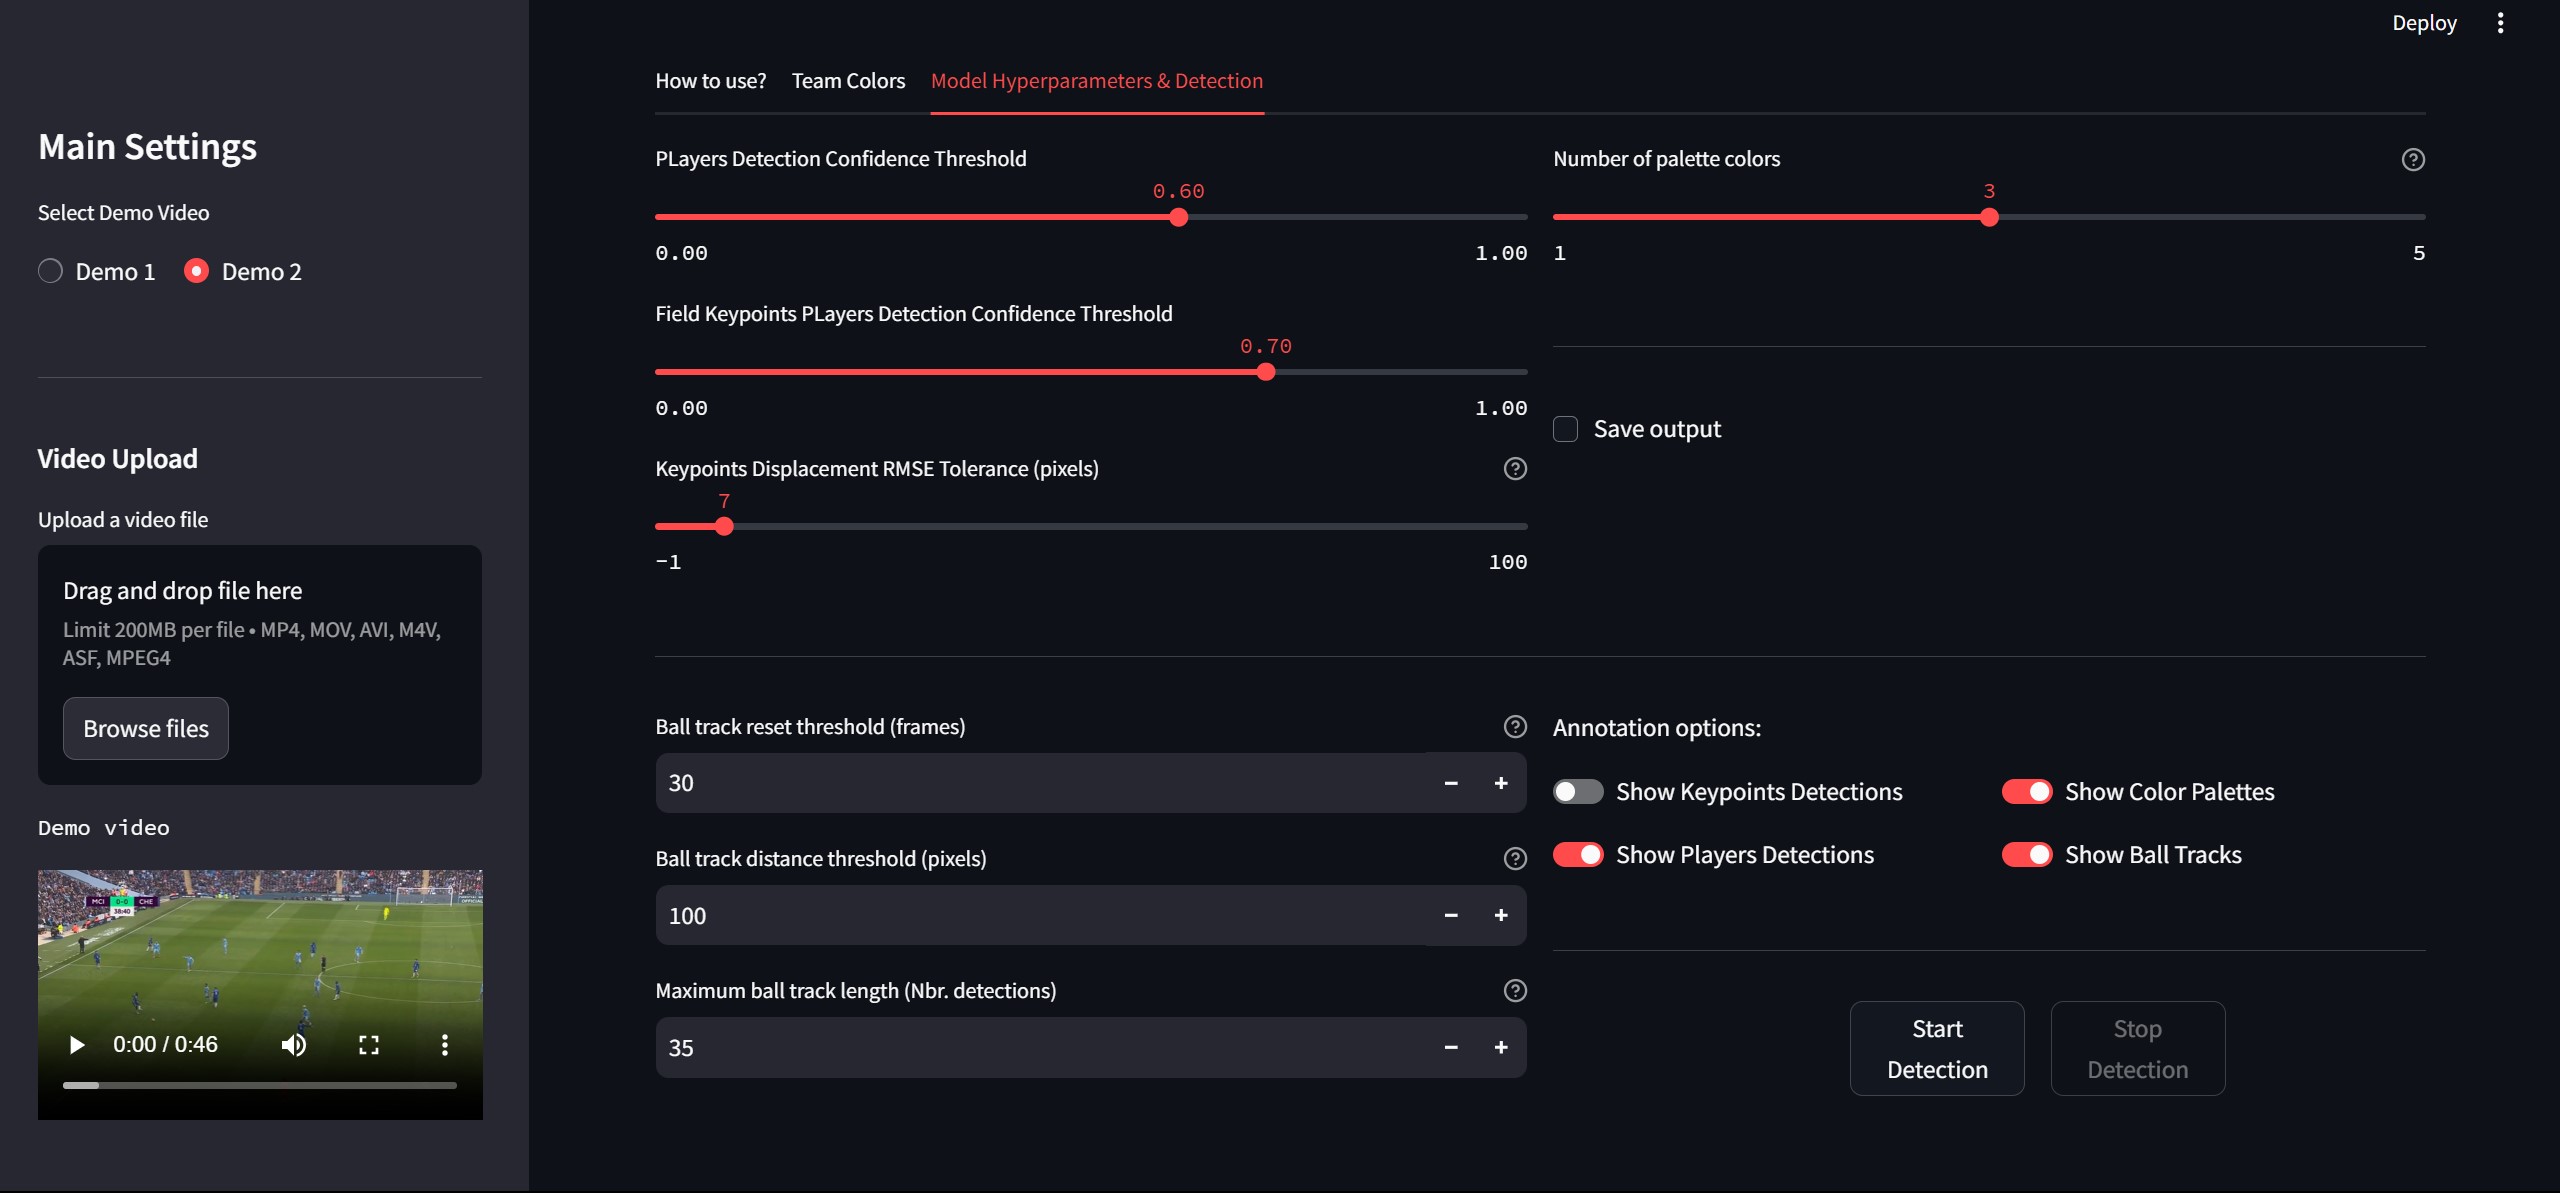 Deploy
Main Settings
Select Demo Video
Demo 1
Demo 2
Video Upload
Upload a video file
Drag and drop file here
Limit 200MB per file • MP4, MOV, AVI, M4V,
ASF, MPEG4
Browse files
Demo video
MCI 0-0 CHE
38:40
0:00 / 0:46
How to use?
Team Colors
Model Hyperparameters & Detection
PLayers Detection Confidence Threshold
0.60
0.00
1.00
Field Keypoints PLayers Detection Confidence Threshold
0.70
0.00
1.00
Keypoints Displacement RMSE Tolerance (pixels)
7
−1
100
Number of palette colors
3
1
5
Save output
Ball track reset threshold (frames)
30
Ball track distance threshold (pixels)
100
Maximum ball track length (Nbr. detections)
35
Annotation options:
Show Keypoints Detections
Show Color Palettes
Show Players Detections
Show Ball Tracks
Start
Detection
Stop
Detection